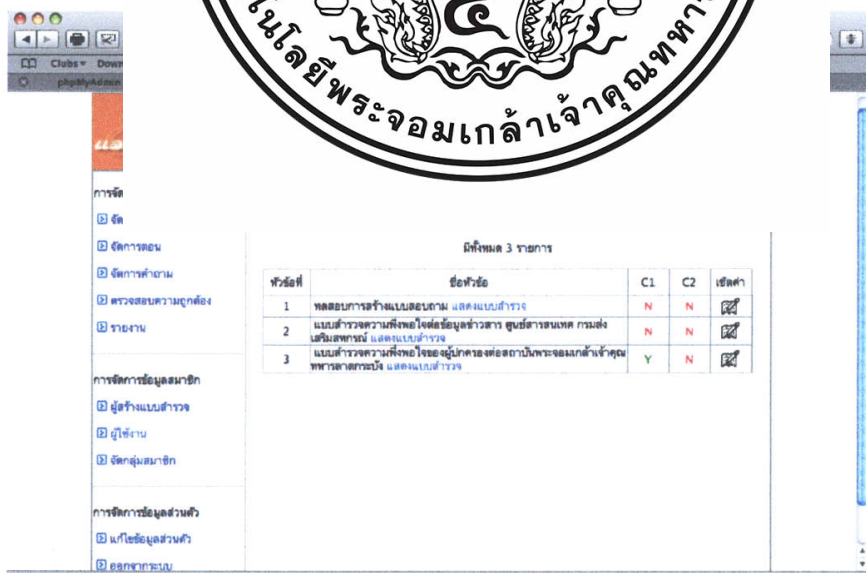 โนโลยีพระจอมเกล้าเจ้าคุณทหาร
๕
Clubs
Down
phpMyAdmin
แล
การจัด
จัด
จัดการตอน
จัดการคำถาม
ตรวจสอบความถูกต้อง
รายงาน
การจัดการข้อมูลสมาชิก
ผู้สร้างแบบสำรวจ
ผู้ใช้งาน
จัดกลุ่มสมาชิก
การจัดการข้อมูลส่วนตัว
แก้ไขข้อมูลส่วนตัว
ออกจากระบบ
มีทั้งหมด 3 รายการ
หัวข้อที่ ชื่อหัวข้อ C1 C2 เซ็ตค่า
1 ทดสอบการสร้างแบบสอบถาม แสดงแบบสำรวจ N N
2 แบบสำรวจความพึงพอใจต่อข้อมูลข่าวสาร ศูนย์สารสนเทศ กรมส่ง N N
เสริมสหกรณ์ แสดงแบบสำรวจ
3 แบบสำรวจความพึงพอใจของผู้ปกครองต่อสถาบันพระจอมเกล้าเจ้าคุณ Y N
ทหารลาดกระบัง แสดงแบบสำรวจ